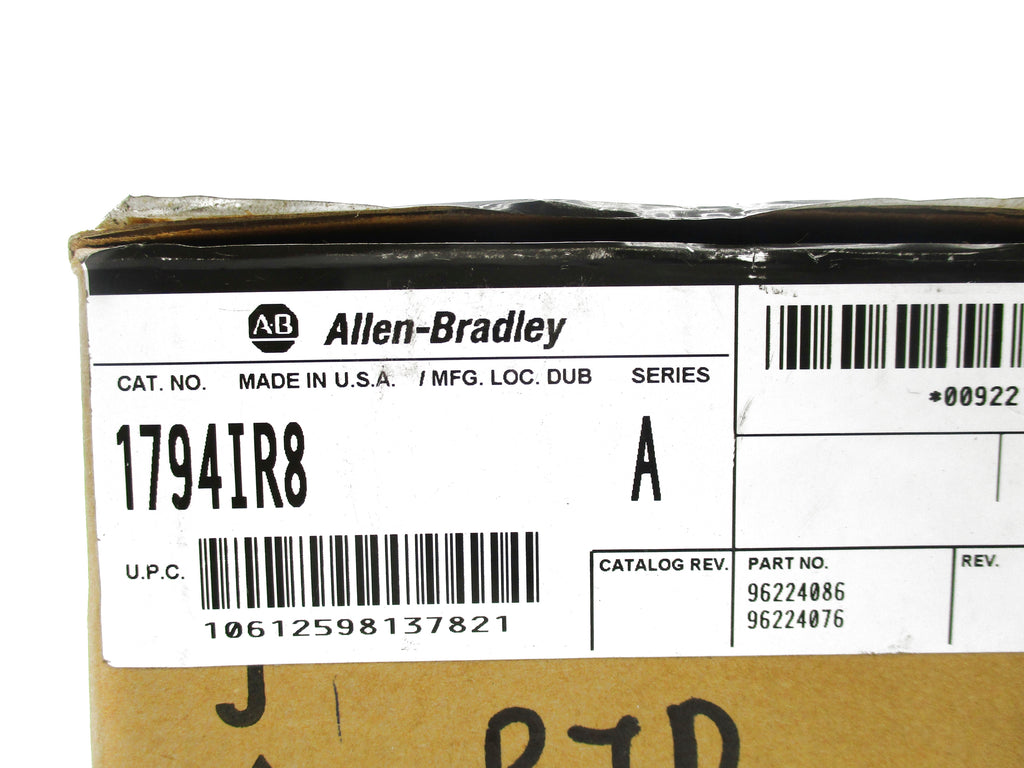 A-B Allen-Bradley
CAT. NO. MADE IN U.S.A. / MFG. LOC. DUB SERIES
1794IR8 A
U.P.C.
10612598137821
*00922
CATALOG REV. PART NO. REV.
96224086
96224076
J
RTD